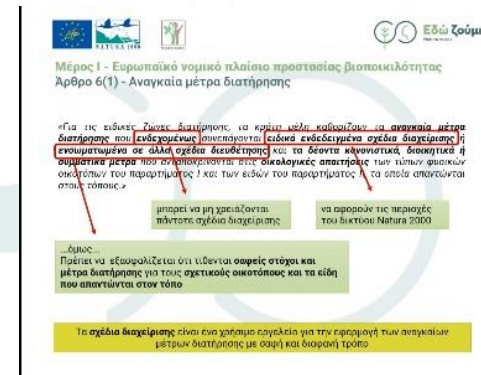 NATURA 2000
Εδώ ζούμε
Μέρος Ι - Ευρωπαϊκό νομικό πλαίσιο προστασίας βιοποικιλότητας
Άρθρο 6(1) - Αναγκαία μέτρα διατήρησης
«Για τις ειδικές ζώνες διατήρησης, τα κράτη μέλη καθορίζουν τα αναγκαία μέτρα
διατήρησης που ενδεχομένως συνεπάγονται ειδικά ενδεδειγμένα σχέδια διαχείρισης ή
ενσωματωμένα σε άλλα σχέδια διευθέτησης και τα δέοντα κανονιστικά, διοικητικά ή
συμβατικά μέτρα που ανταποκρίνονται στις οικολογικές απαιτήσεις των τύπων φυσικών
οικοτόπων του παραρτήματος Ι και των ειδών του παραρτήματος ΙΙ, τα οποία απαντώνται
στους τόπους.»
μπορεί να μη χρειάζονται
πάντοτε σχέδια διαχείρισης
να αφορούν τις περιοχές
του δικτύου Natura 2000
...όμως...
Πρέπει να εξασφαλίζεται ότι τίθενται σαφείς στόχοι και
μέτρα διατήρησης για τους σχετικούς οικοτόπους και τα είδη
που απαντώνται στον τόπο
Τα σχέδια διαχείρισης είναι ένα χρήσιμο εργαλείο για την εφαρμογή των αναγκαίων
μέτρων διατήρησης με σαφή και διαφανή τρόπο